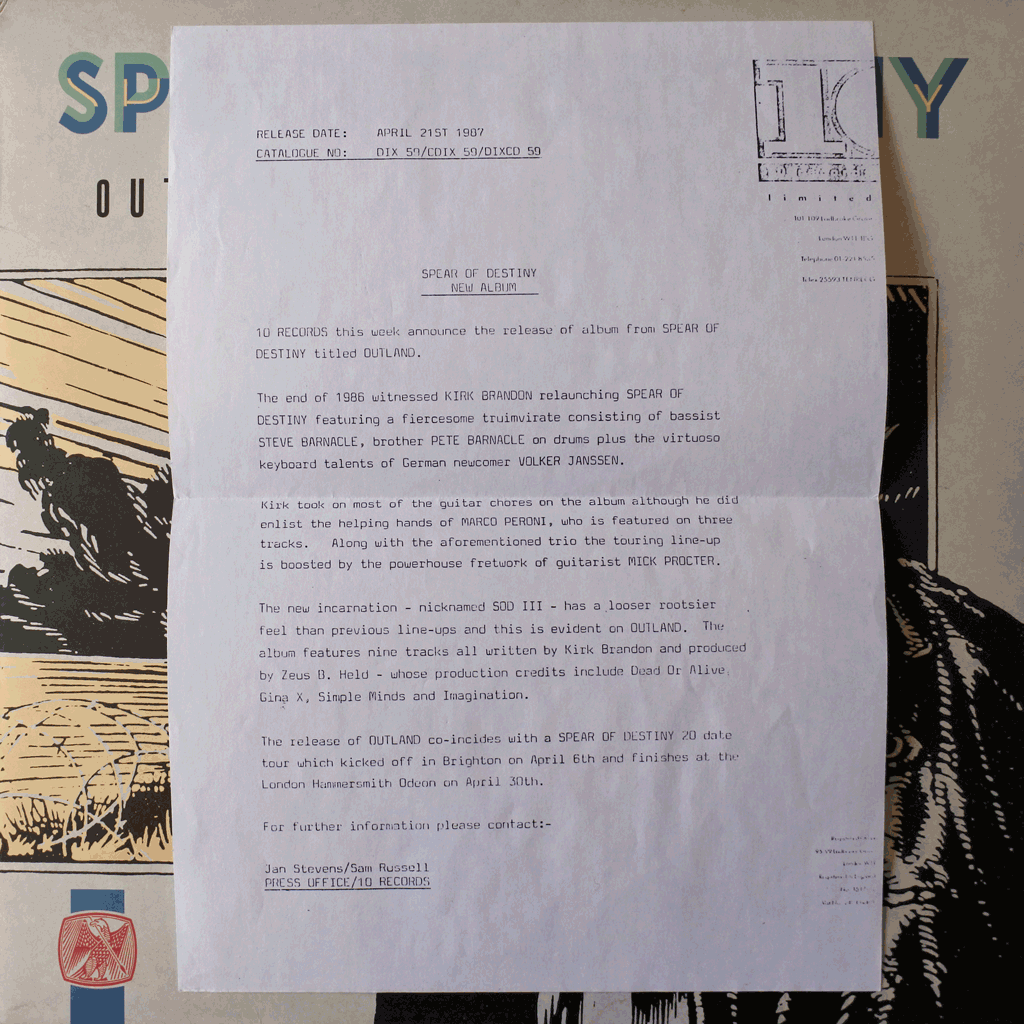 SP
NY
OUT
RELEASE DATE: APRIL 21ST 1987
CATALOGUE NO: DIX 59/CDIX 59/DIXCD 59
10
limited
SPEAR OF DESTINY
NEW ALBUM
10 RECORDS this week announce the release of album from SPEAR OF
DESTINY titled OUTLAND.
The end of 1986 witnessed KIRK BRANDON relaunching SPEAR OF
DESTINY featuring a fiercesome truimvirate consisting of bassist
STEVE BARNACLE, brother PETE BARNACLE on drums plus the virtuoso
keyboard talents of German newcomer VOLKER JANSSEN.
Kirk took on most of the guitar chores on the album although he did
enlist the helping hands of MARCO PERONI, who is featured on three
tracks. Along with the aforementioned trio the touring line-up
is boosted by the powerhouse fretwork of guitarist MICK PROCTER.
The new incarnation - nicknamed SOD III - has a looser rootsier
feel than previous line-ups and this is evident on OUTLAND. The
album features nine tracks all written by Kirk Brandon and produced
by Zeus B. Held - whose production credits include Dead Or Alive,
Gina X, Simple Minds and Imagination.
The release of OUTLAND co-incides with a SPEAR OF DESTINY 20 date
tour which kicked off in Brighton on April 6th and finishes at the
London Hammersmith Odeon on April 30th.
For further information please contact:-
Jan Stevens/Sam Russell
PRESS OFFICE/10 RECORDS